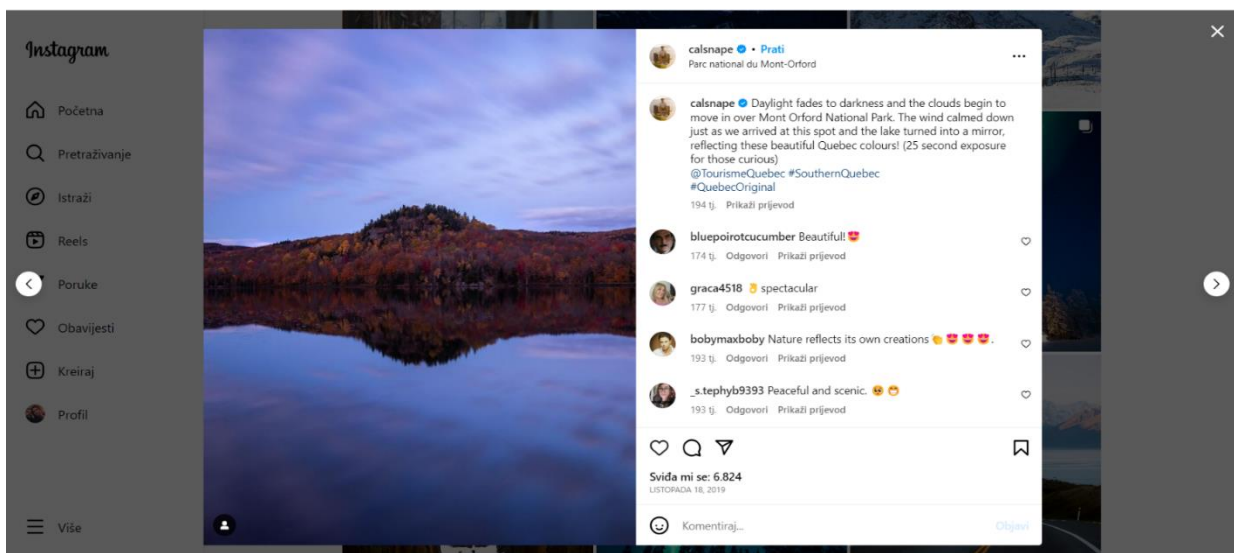 Instagram
Početna
Pretraživanje
Istraži
Reels
Poruke
Obavijesti
Kreiraj
Profil
Više
calsnape • Prati
Parc national du Mont-Orford
calsnape Daylight fades to darkness and the clouds begin to
move in over Mont Orford National Park. The wind calmed down
just as we arrived at this spot and the lake turned into a mirror,
reflecting these beautiful Quebec colours! (25 second exposure
for those curious)
@TourismeQuebec #SouthernQuebec
#QuebecOriginal
194 tj. Prikaži prijevod
bluepoirotcucumber Beautiful! 😍
174 tj. Odgovori Prikaži prijevod
graca4518 👌 spectacular
177 tj. Odgovori Prikaži prijevod
bobymaxboby Nature reflects its own creations 👏 😍 😍 😍.
193 tj. Odgovori Prikaži prijevod
_s.tephyb9393 Peaceful and scenic. 🥺 😁
193 tj. Odgovori Prikaži prijevod
Sviđa mi se: 6.824
LISTOPADA 18, 2019
Komentiraj... Objavi